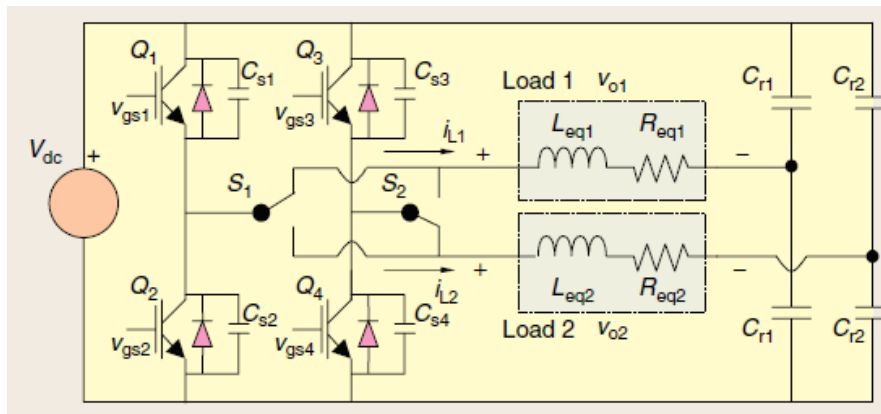 Q1
Cs1
Q3
Cs3
Load 1 vo1
Cr1
Cr2
vgs1
vgs3
iL1
Leq1 Req1
Vdc
+
+
−
S1
S2
+
−
Q2
Q4
iL2
Leq2 Req2
Cs2
Cs4
Load 2 vo2
Cr1
Cr2
vgs2
vgs4